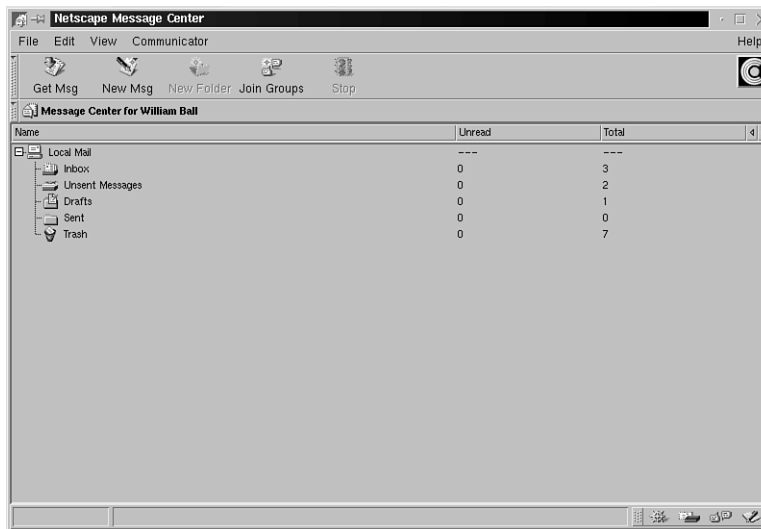 Netscape Message Center
File Edit View Communicator Help
Get Msg New Msg New Folder Join Groups Stop
Message Center for William Ball
Name Unread Total
Local Mail --- ---
Inbox 0 3
Unsent Messages 0 2
Drafts 0 1
Sent 0 0
Trash 0 7